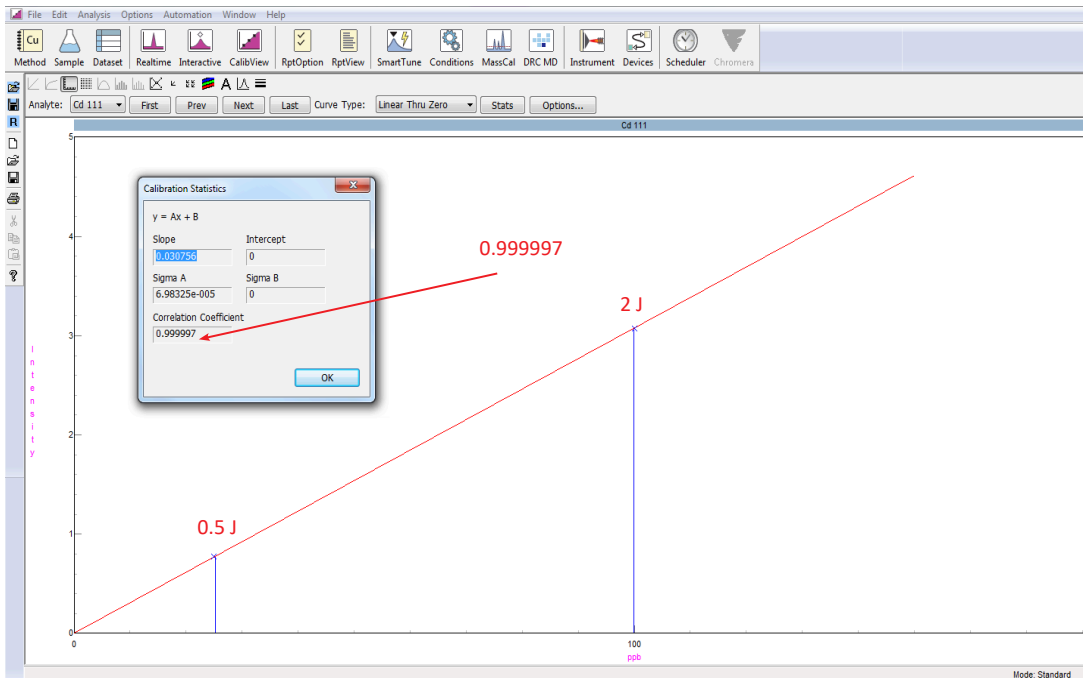 File Edit Analysis Options Automation Window Help
Cu
Method Sample Dataset Realtime Interactive CalibView RptOption RptView SmartTune Conditions MassCal DRC MD Instrument Devices Scheduler Chromera
A
Analyte: Cd 111 First Prev Next Last Curve Type: Linear Thru Zero Stats Options...
R
Cd 111
5
4
3
2
1
0
Intensity
Calibration Statistics
y = Ax + B
Slope Intercept
0.030756 0
Sigma A Sigma B
6.98325e-005 0
Correlation Coefficient
0.999997
OK
0.999997
2 J
0.5 J
0 100
ppb
Mode: Standard